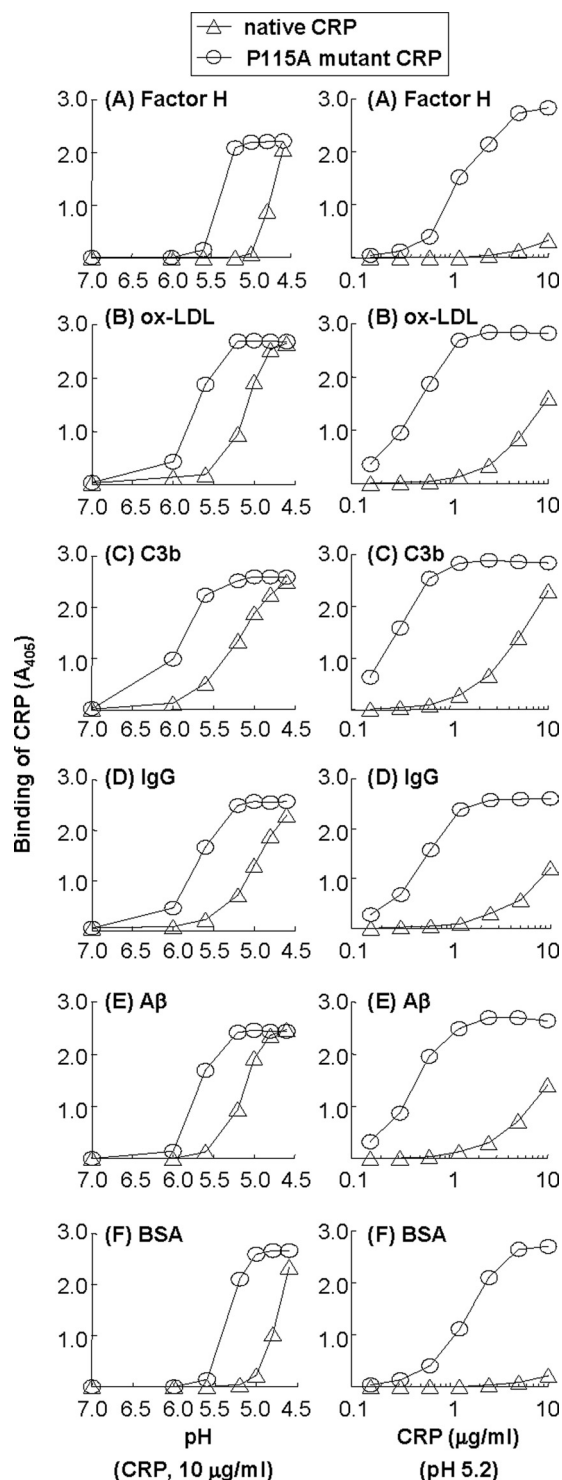 native CRP
P115A mutant CRP
(A) Factor H
(A) Factor H
3.0
2.0
1.0
7.0 6.5 6.0 5.5 5.0 4.5
3.0
2.0
1.0
0.1 1 10
(B) ox-LDL
(B) ox-LDL
3.0
2.0
1.0
7.0 6.5 6.0 5.5 5.0 4.5
3.0
2.0
1.0
0.1 1 10
(C) C3b
(C) C3b
3.0
2.0
1.0
7.0 6.5 6.0 5.5 5.0 4.5
3.0
2.0
1.0
0.1 1 10
Binding of CRP (A405)
(D) IgG
(D) IgG
3.0
2.0
1.0
7.0 6.5 6.0 5.5 5.0 4.5
3.0
2.0
1.0
0.1 1 10
(E) Aβ
(E) Aβ
3.0
2.0
1.0
7.0 6.5 6.0 5.5 5.0 4.5
3.0
2.0
1.0
0.1 1 10
(F) BSA
(F) BSA
3.0
2.0
1.0
7.0 6.5 6.0 5.5 5.0 4.5
3.0
2.0
1.0
0.1 1 10
pH
(CRP, 10 μg/ml)
CRP (μg/ml)
(pH 5.2)